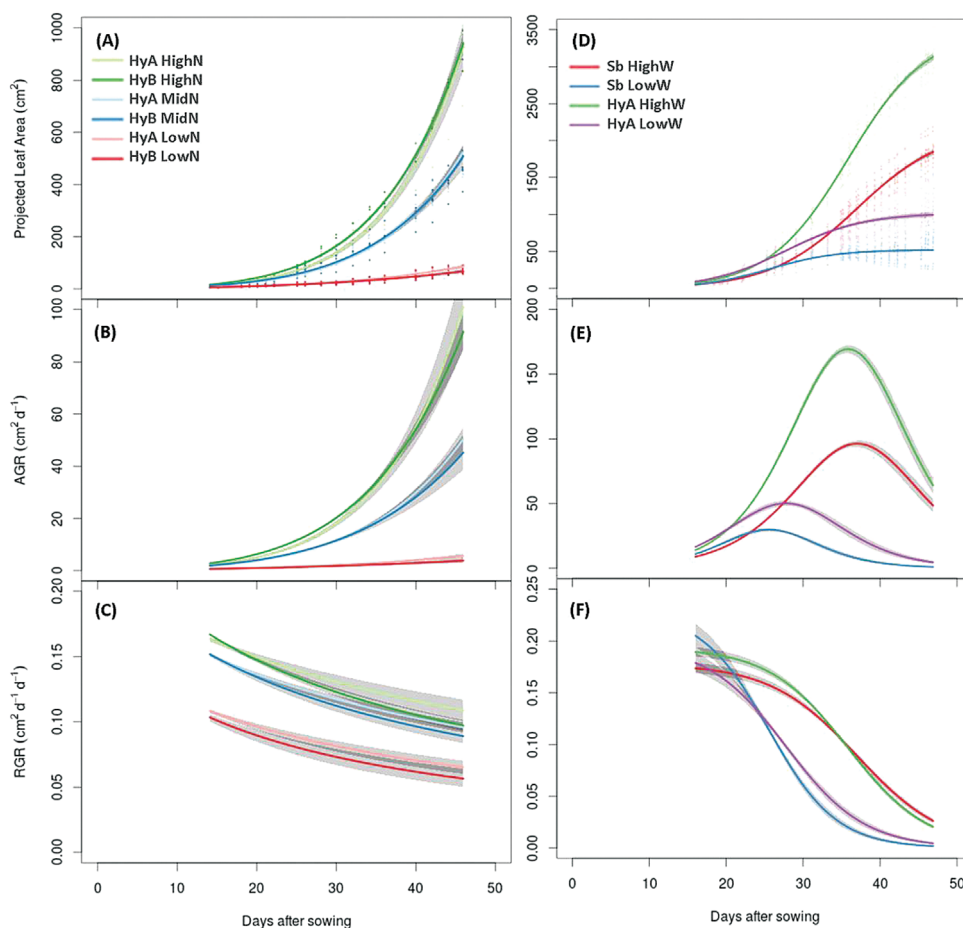 (A)
HyA HighN
HyB HighN
HyA MidN
HyB MidN
HyA LowN
HyB LowN
Projected Leaf Area (cm²)
0
200
400
600
800
1000
(D)
Sb HighW
Sb LowW
HyA HighW
HyA LowW
0
500
1500
2500
3500
(B)
AGR (cm² d⁻¹)
0
20
40
60
80
100
(E)
0
50
100
150
200
(C)
RGR (cm² d⁻¹ d⁻¹)
0.00
0.05
0.10
0.15
0.20
0 10 20 30 40 50
Days after sowing
(F)
0.00
0.05
0.10
0.15
0.20
0.25
0 10 20 30 40 50
Days after sowing